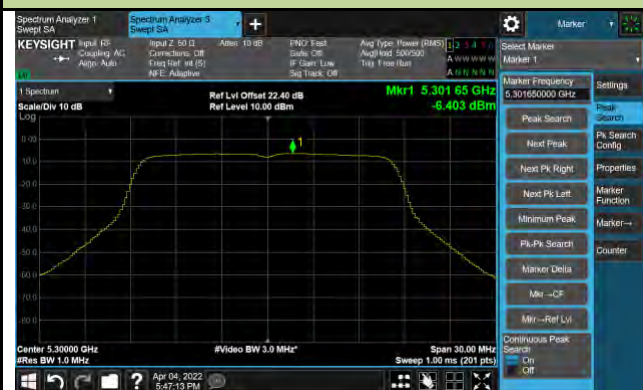 Spectrum Analyzer 1
Swept SA
Spectrum Analyzer 3
Swept SA
+
Marker
KEYSIGHT Input: RF
Coupling: AC
Align: Auto
Input Z: 50 Ω
Corrections: Off
Freq Ref: Int (S)
NFE: Adaptive
Atten: 10 dB
PNO: Fast
Gate: Off
IF Gain: Low
Sig Track: Off
Avg Type: Power (RMS)
Avg|Hold: 500/500
Trig: Free Run
1 2 3 4 5 6
A W W W W W
A N N N N N
Select Marker
Marker 1
1 Spectrum
Scale/Div 10 dB
Log
Ref Lvl Offset 22.40 dB
Ref Level 10.00 dBm
Mkr1 5.301 65 GHz
-6.403 dBm
Marker Frequency
5.301650000 GHz
Settings
Peak Search
Peak
Search
Next Peak
Pk Search
Config
Next Pk Right
Properties
Next Pk Left
Marker
Function
Minimum Peak
Marker→
Pk-Pk Search
Counter
Marker Delta
Mkr→CF
Mkr→Ref Lvl
Continuous Peak
Search
On
Off
1
0.00
-10.0
-20.0
-30.0
-40.0
-50.0
-60.0
-70.0
-80.0
Center 5.30000 GHz
#Res BW 1.0 MHz
#Video BW 3.0 MHz*
Span 30.00 MHz
Sweep 1.00 ms (201 pts)
?
Apr 04, 2022
5:47:13 PM